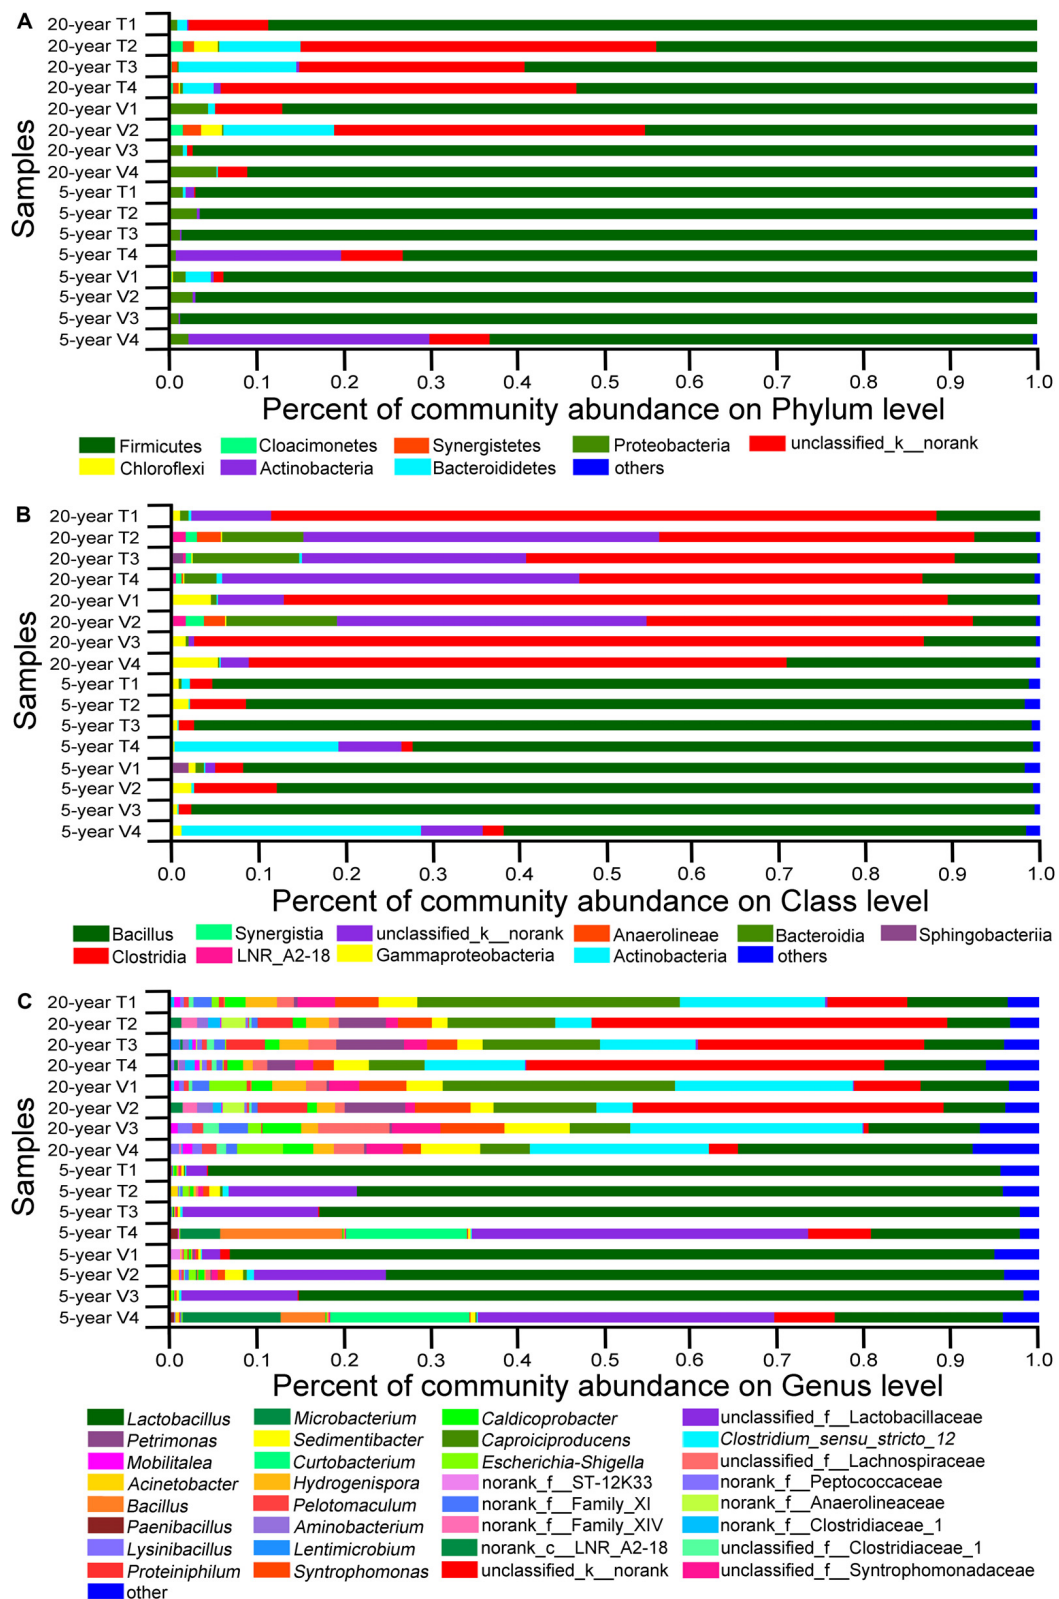 A
20-year T1
20-year T2
20-year T3
20-year T4
20-year V1
20-year V2
20-year V3
20-year V4
5-year T1
5-year T2
5-year T3
5-year T4
5-year V1
5-year V2
5-year V3
5-year V4
Samples
0.0 0.1 0.2 0.3 0.4 0.5 0.6 0.7 0.8 0.9 1.0
Percent of community abundance on Phylum level
Firmicutes Cloacimonetes Synergistetes Proteobacteria unclassified_k__norank
Chloroflexi Actinobacteria Bacteroididetes others
B
20-year T1
20-year T2
20-year T3
20-year T4
20-year V1
20-year V2
20-year V3
20-year V4
5-year T1
5-year T2
5-year T3
5-year T4
5-year V1
5-year V2
5-year V3
5-year V4
Samples
0.0 0.1 0.2 0.3 0.4 0.5 0.6 0.7 0.8 0.9 1.0
Percent of community abundance on Class level
Bacillus Synergistia unclassified_k__norank Anaerolineae Bacteroidia Sphingobacteriia
Clostridia LNR_A2-18 Gammaproteobacteria Actinobacteria others
C
20-year T1
20-year T2
20-year T3
20-year T4
20-year V1
20-year V2
20-year V3
20-year V4
5-year T1
5-year T2
5-year T3
5-year T4
5-year V1
5-year V2
5-year V3
5-year V4
Samples
0.0 0.1 0.2 0.3 0.4 0.5 0.6 0.7 0.8 0.9 1.0
Percent of community abundance on Genus level
Lactobacillus Microbacterium Caldicoprobacter unclassified_f__Lactobacillaceae
Petrimonas Sedimentibacter Caproiciproducens Clostridium_sensu_stricto_12
Mobilitalea Curtobacterium Escherichia-Shigella unclassified_f__Lachnospiraceae
Acinetobacter Hydrogenispora norank_f__ST-12K33 norank_f__Peptococcaceae
Bacillus Pelotomaculum norank_f__Family_XI norank_f__Anaerolineaceae
Paenibacillus Aminobacterium norank_f__Family_XIV norank_f__Clostridiaceae_1
Lysinibacillus Lentimicrobium norank_c__LNR_A2-18 unclassified_f__Clostridiaceae_1
Proteiniphilum Syntrophomonas unclassified_k__norank unclassified_f__Syntrophomonadaceae
other